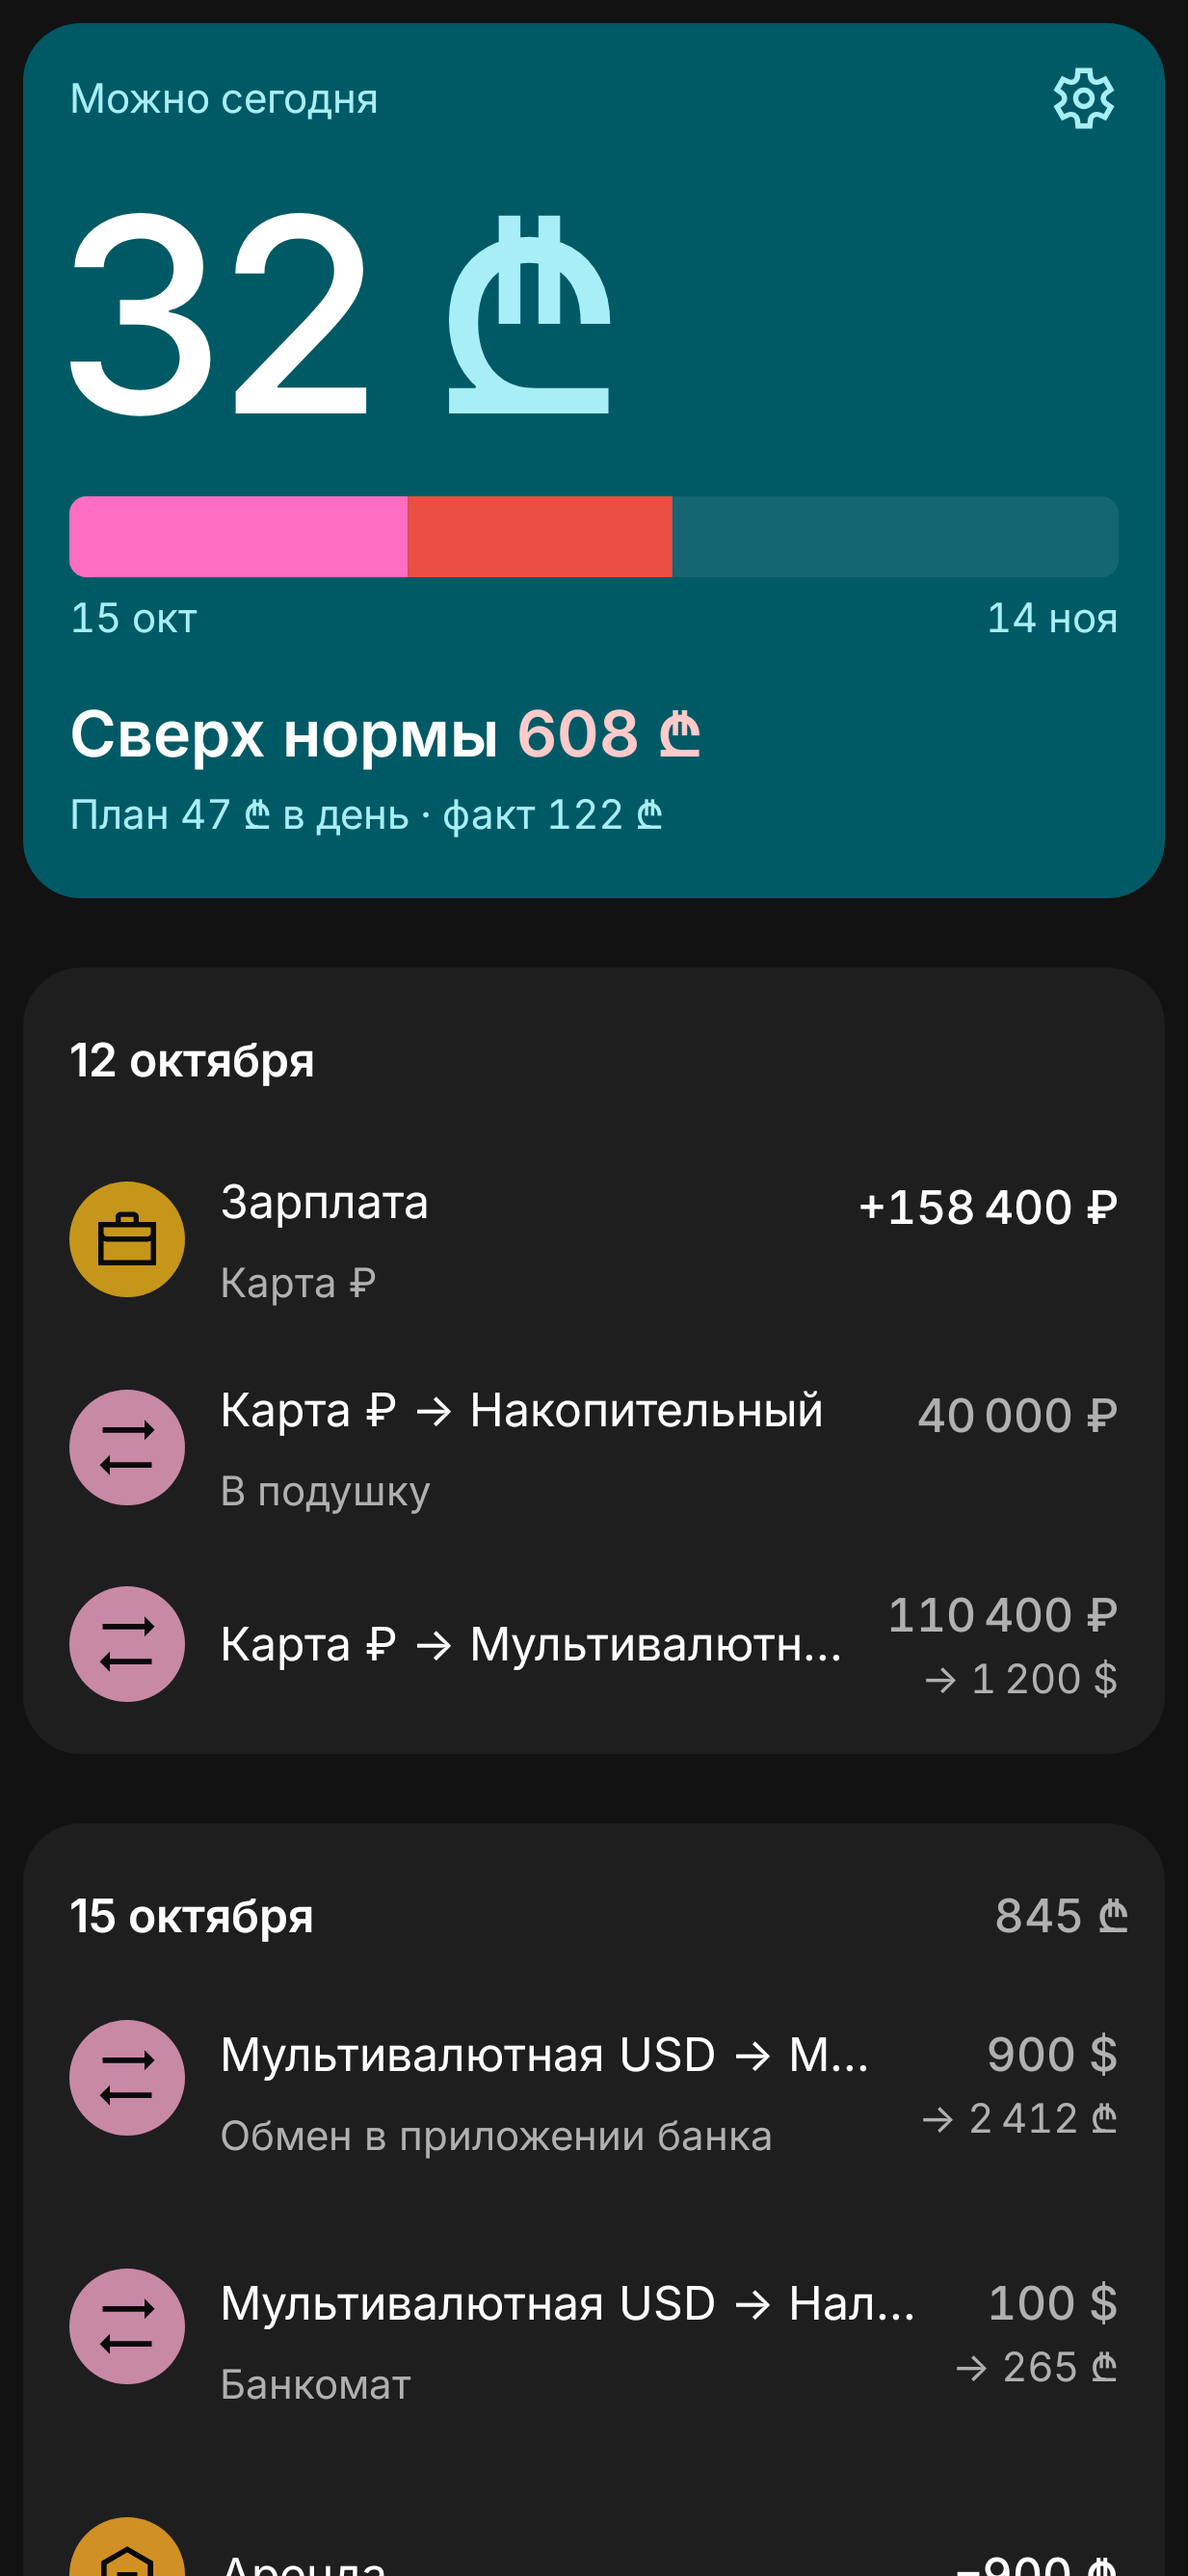 Можно сегодня
32 ₾
15 окт 14 ноя
Сверх нормы 608 ₾
План 47 ₾ в день · факт 122 ₾
12 октября
Зарплата +158 400 ₽
Карта ₽
Карта ₽ → Накопительный 40 000 ₽
В подушку
Карта ₽ → Мультивалютн... 110 400 ₽
→ 1 200 $
15 октября 845 ₾
Мультивалютная USD → М... 900 $
Обмен в приложении банка → 2 412 ₾
Мультивалютная USD → Нал... 100 $
Банкомат → 265 ₾
Аренда −900 ₾